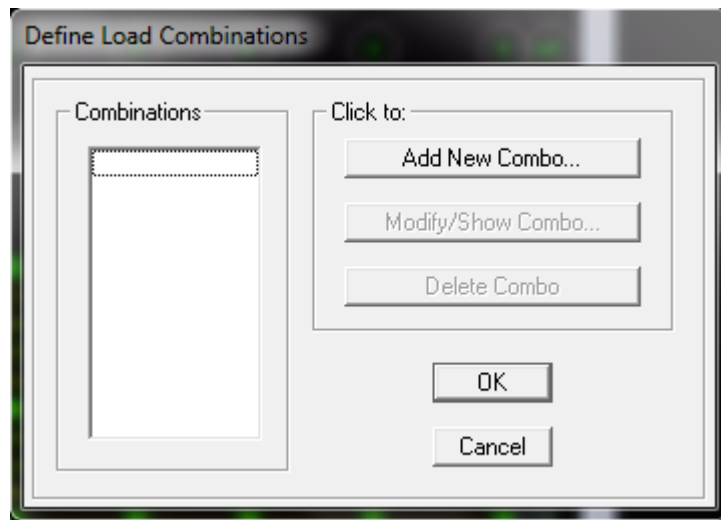 Define Load Combinations
Combinations
Click to:
Add New Combo...
Modify/Show Combo...
Delete Combo
OK
Cancel